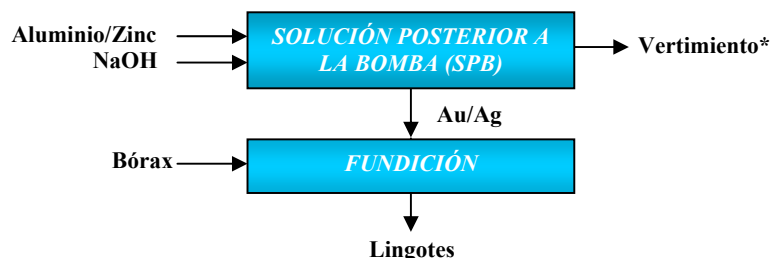 Aluminio/Zinc
NaOH
SOLUCIÓN POSTERIOR A
LA BOMBA (SPB)
Vertimiento*
Au/Ag
Bórax
FUNDICIÓN
Lingotes